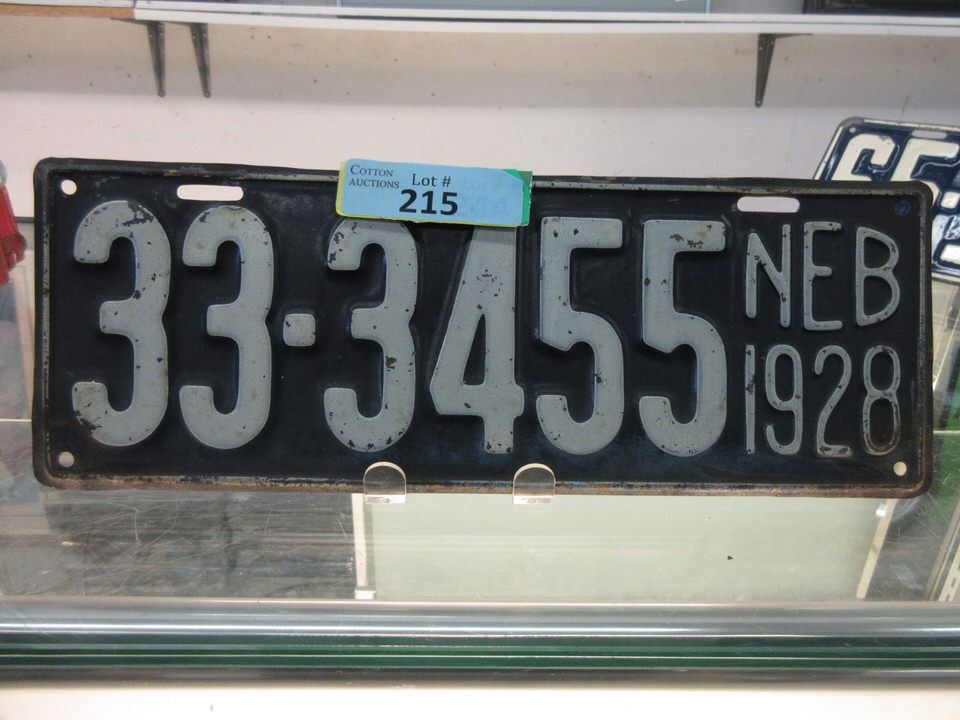 COTTON
AUCTIONS
Lot #
215
33·3455
NEB
1928